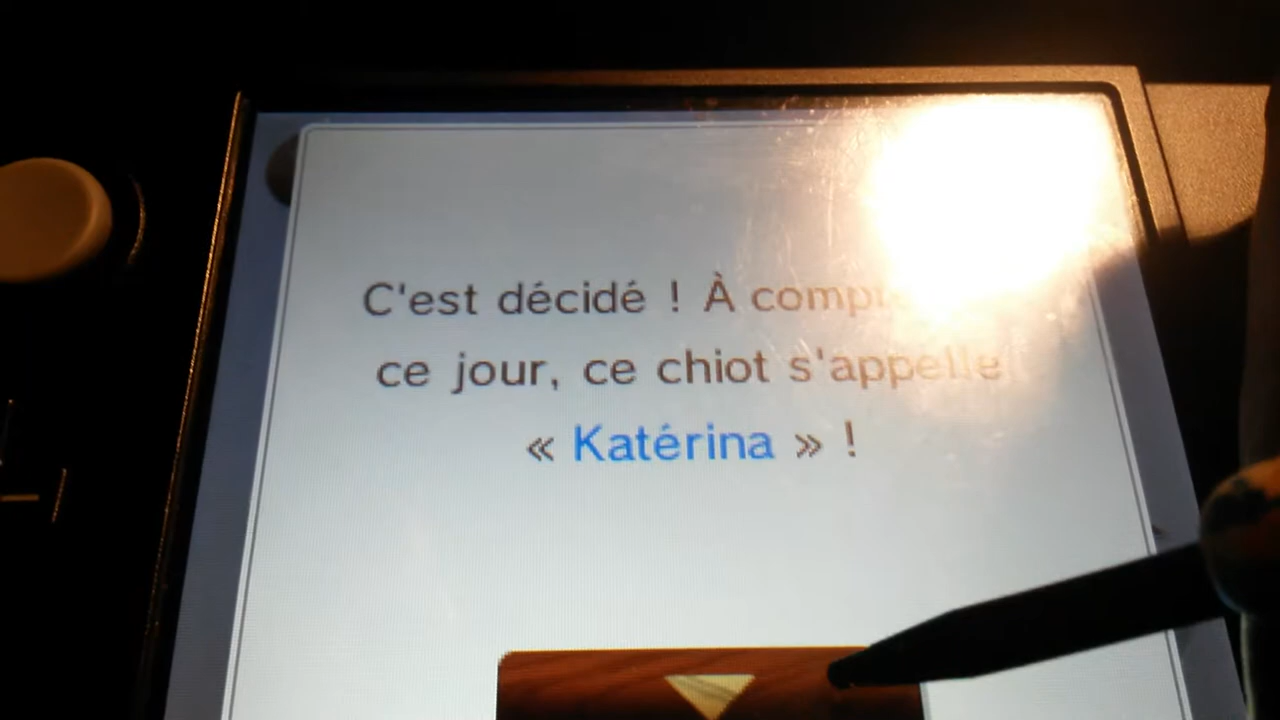 C'est décidé ! À
ce jour, ce chiot s'appelle
« Katérina » !